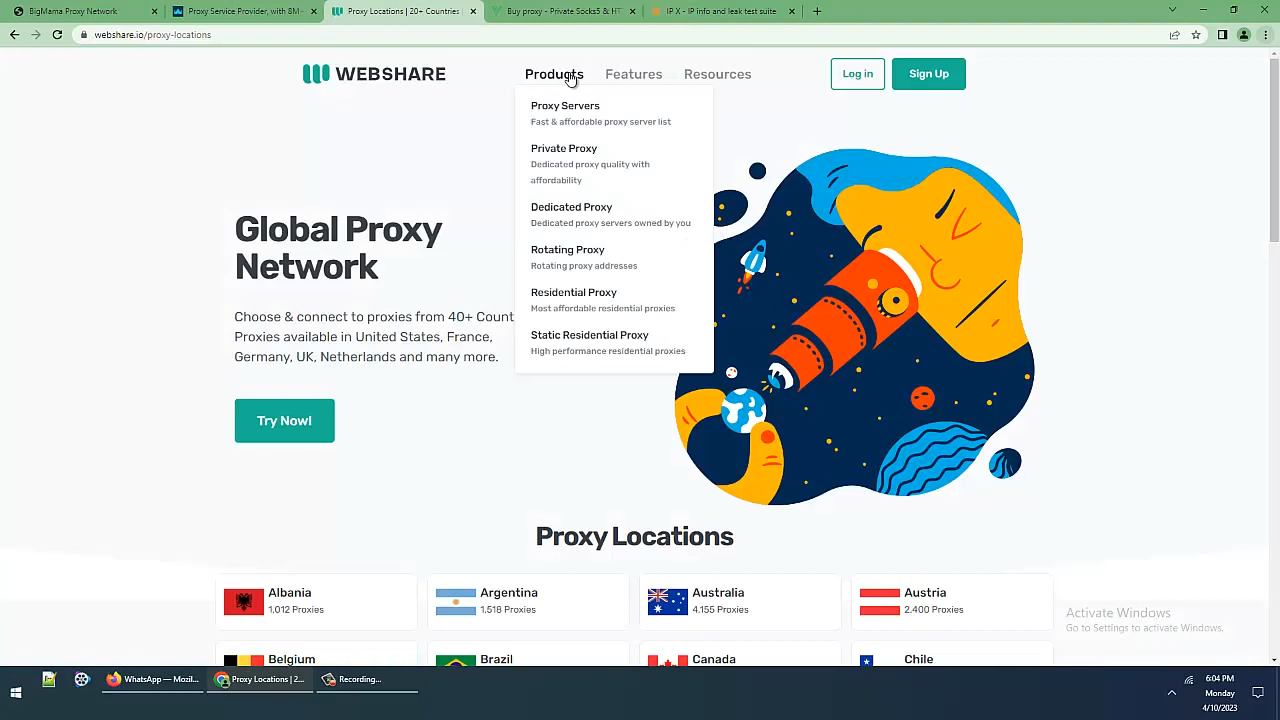 BigMama Proxy Network
Proxy Service Provider, with 8M
Proxy Locations | 20+ Countries
Buy proxy - Private Socks5 & HT
IP X - IP info and leak test suite
webshare.io/proxy-locations
WEBSHARE
Products
Features
Resources
Log in
Sign Up
Proxy Servers
Fast & affordable proxy server list
Private Proxy
Dedicated proxy quality with
affordability
Dedicated Proxy
Dedicated proxy servers owned by you
Rotating Proxy
Rotating proxy addresses
Residential Proxy
Most affordable residential proxies
Static Residential Proxy
High performance residential proxies
Global Proxy
Network
Choose & connect to proxies from 40+ Count
Proxies available in United States, France,
Germany, UK, Netherlands and many more.
Try Now!
Proxy Locations
Albania
1,012 Proxies
Argentina
1,518 Proxies
Australia
4,155 Proxies
Austria
2,400 Proxies
Belgium
Brazil
Canada
Chile
Activate Windows
Go to Settings to activate Windows.
WhatsApp — Mozil...
Proxy Locations | 2...
Recording...
6:04 PM
Monday
4/10/2023